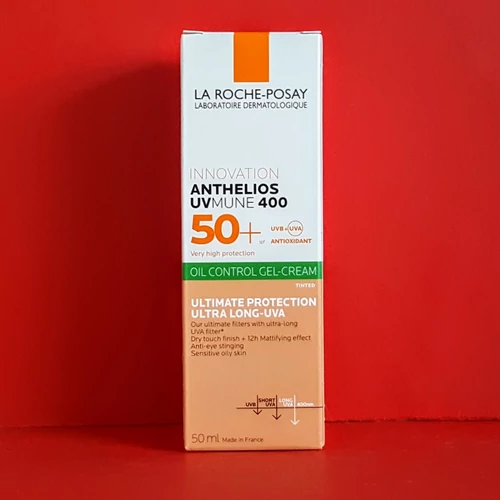 LA ROCHE-POSAY
LABORATOIRE DERMATOLOGIQUE
INNOVATION
ANTHELIOS
UVMUNE 400
50+
UVB + UVA
ANTIOXIDANT
Very high protection
OIL CONTROL GEL-CREAM
TINTED
ULTIMATE PROTECTION
ULTRA LONG-UVA
Our ultimate filters with ultra-long
UVA filter*
Dry touch finish + 12h Mattifying effect
Anti-eye stinging
Sensitive oily skin
UVB SHORT UVA LONG UVA 400nm
50 ml Made in France